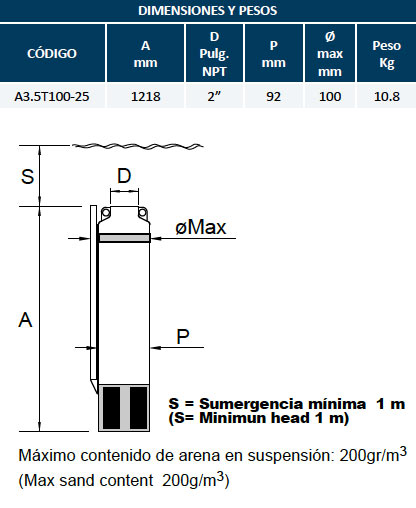 DIMENSIONES Y PESOS
CÓDIGO A mm D Pulg. NPT P mm Ø max mm Peso Kg
A3.5T100-25 1218 2” 92 100 10.8
S
D
øMax
A
P
S = Sumergencia mínima 1 m
(S= Minimun head 1 m)
Máximo contenido de arena en suspensión: 200gr/m3
(Max sand content 200g/m3)